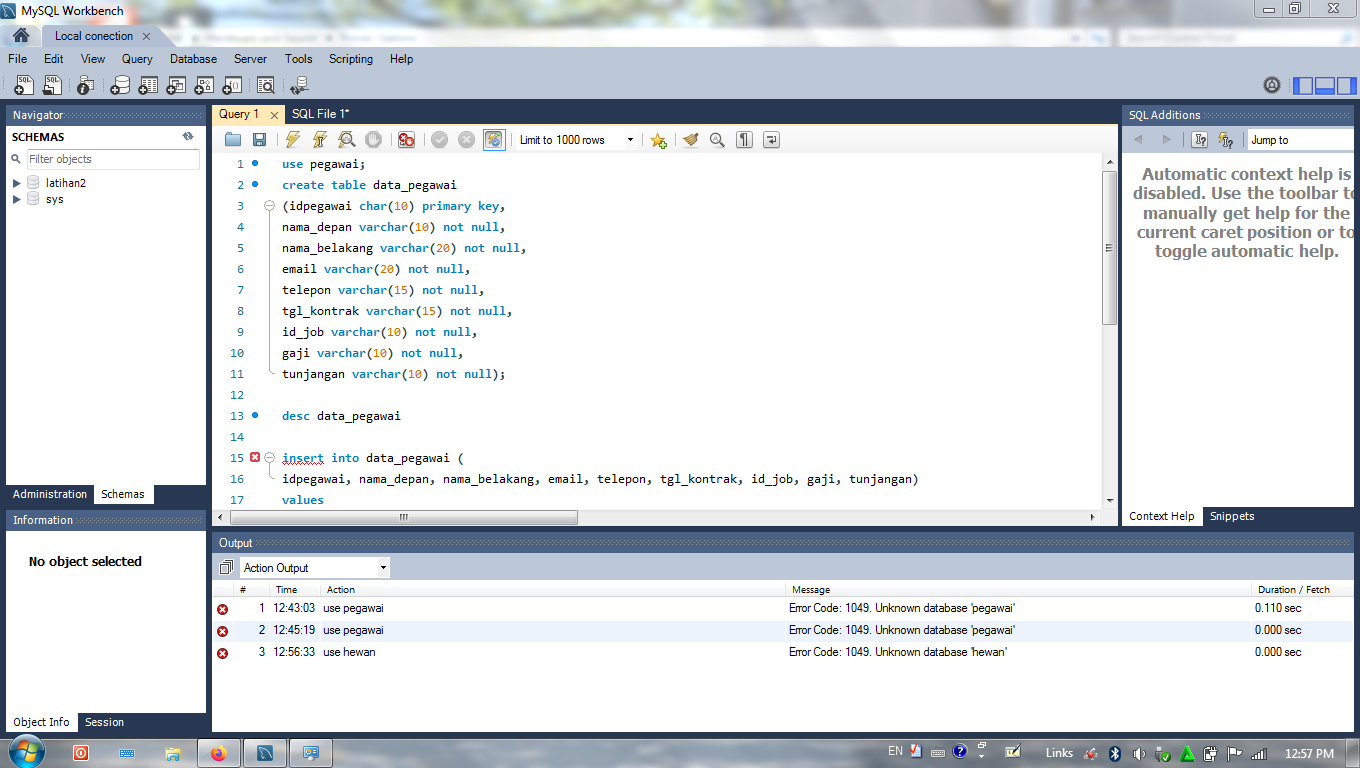 MySQL Workbench
Local conection
File Edit View Query Database Server Tools Scripting Help
Navigator
SCHEMAS
Filter objects
latihan2
sys
Administration Schemas
Information
No object selected
Object Info Session
Query 1 SQL File 1*
Limit to 1000 rows
1 use pegawai;
2 create table data_pegawai
3 (idpegawai char(10) primary key,
4 nama_depan varchar(10) not null,
5 nama_belakang varchar(20) not null,
6 email varchar(20) not null,
7 telepon varchar(15) not null,
8 tgl_kontrak varchar(15) not null,
9 id_job varchar(10) not null,
10 gaji varchar(10) not null,
11 tunjangan varchar(10) not null);
12
13 desc data_pegawai
14
15 insert into data_pegawai (
16 idpegawai, nama_depan, nama_belakang, email, telepon, tgl_kontrak, id_job, gaji, tunjangan)
17 values
SQL Additions
Jump to
Automatic context help is
disabled. Use the toolbar to
manually get help for the
current caret position or to
toggle automatic help.
Context Help Snippets
Output
Action Output
# Time Action Message Duration / Fetch
1 12:43:03 use pegawai Error Code: 1049. Unknown database 'pegawai' 0.110 sec
2 12:45:19 use pegawai Error Code: 1049. Unknown database 'pegawai' 0.000 sec
3 12:56:33 use hewan Error Code: 1049. Unknown database 'hewan' 0.000 sec
EN Links 12:57 PM